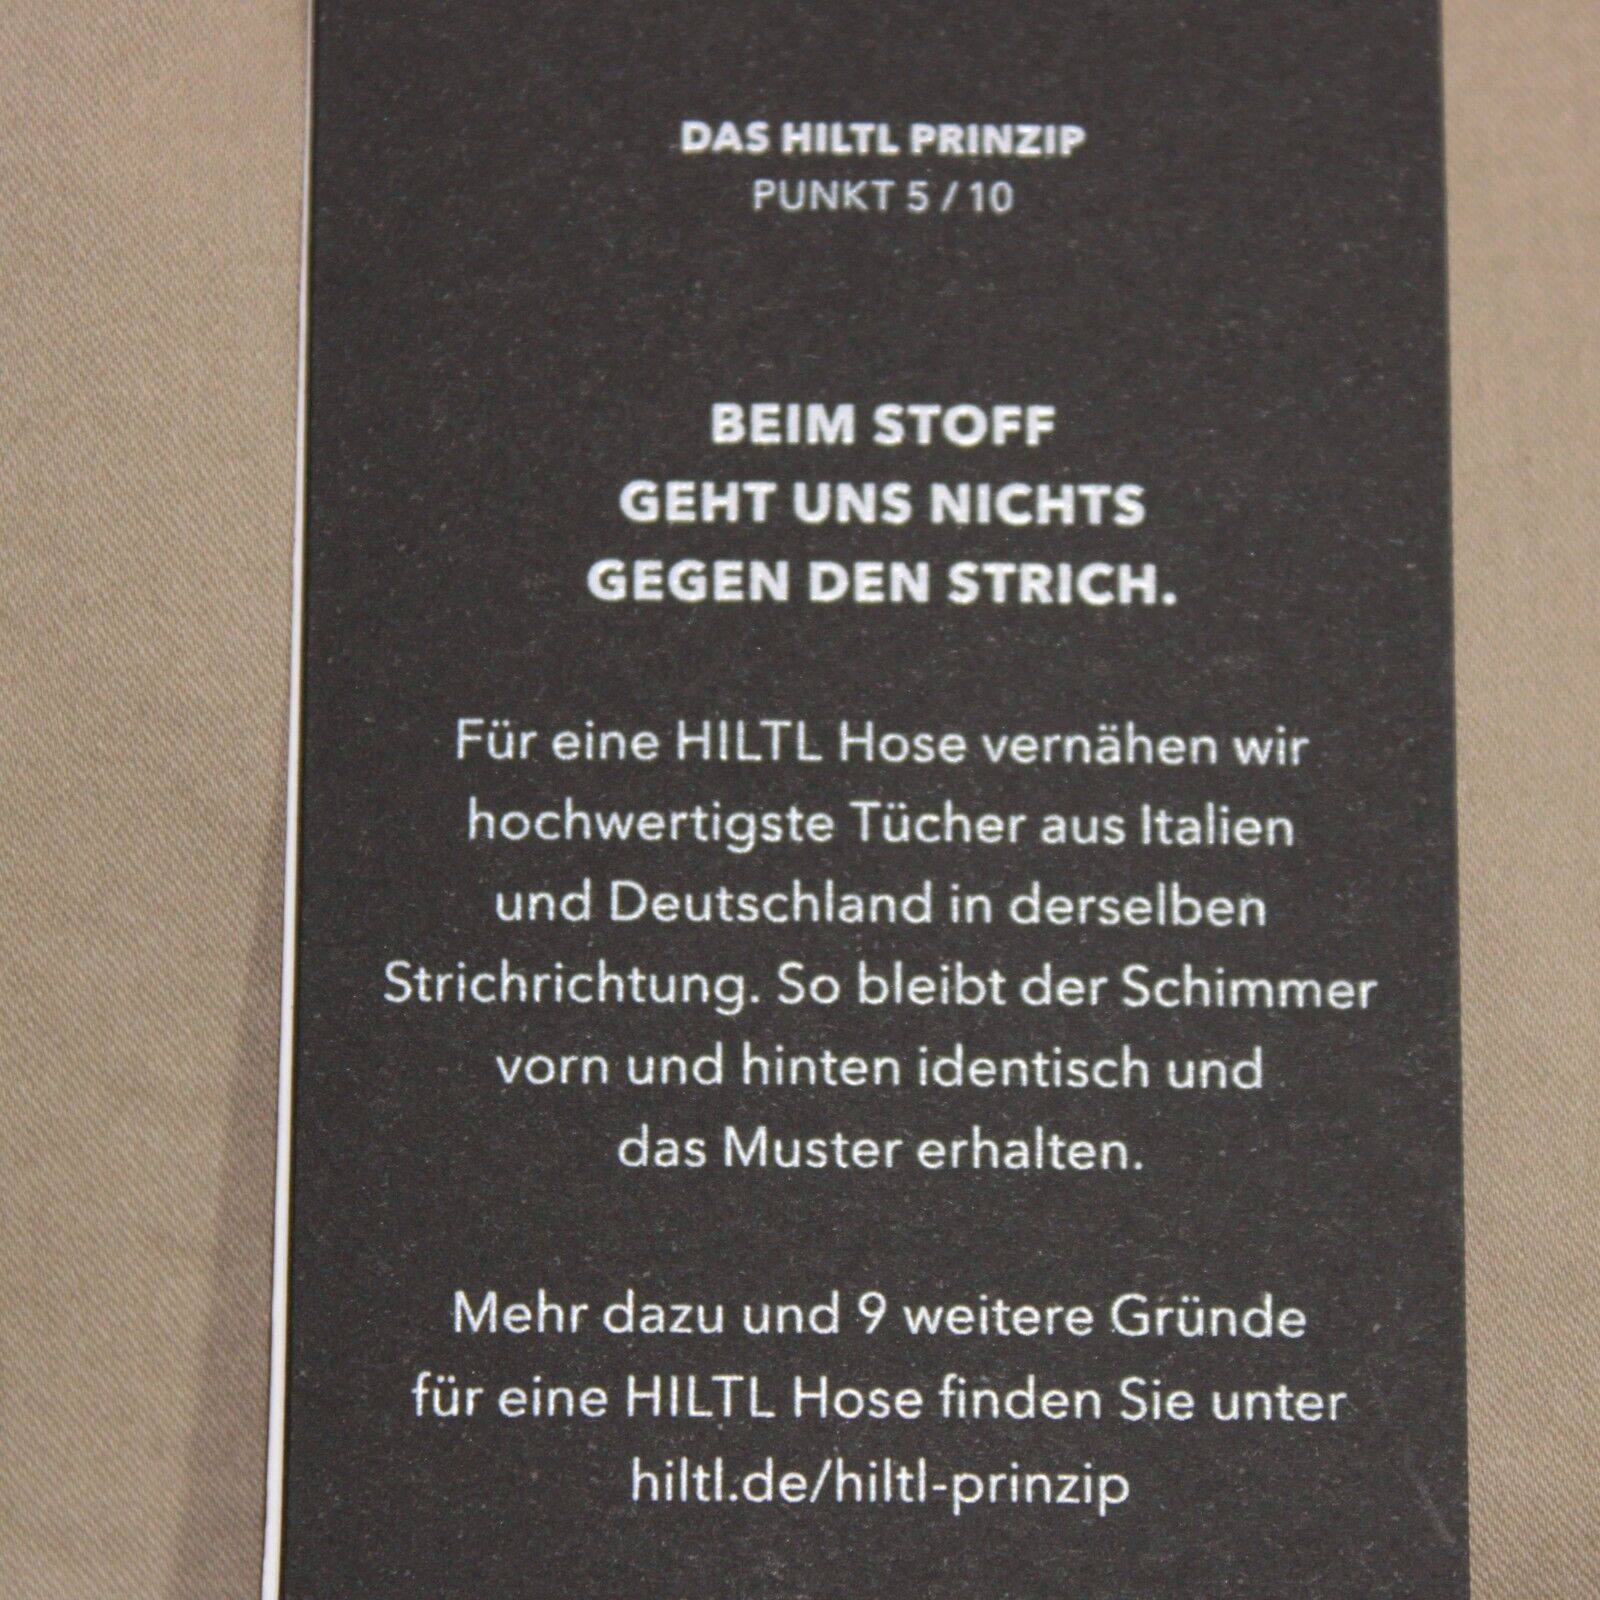 DAS HILTL PRINZIP
PUNKT 5 / 10
BEIM STOFF
GEHT UNS NICHTS
GEGEN DEN STRICH.
Für eine HILTL Hose vernähen wir
hochwertigste Tücher aus Italien
und Deutschland in derselben
Strichrichtung. So bleibt der Schimmer
vorn und hinten identisch und
das Muster erhalten.
Mehr dazu und 9 weitere Gründe
für eine HILTL Hose finden Sie unter
hiltl.de/hiltl-prinzip